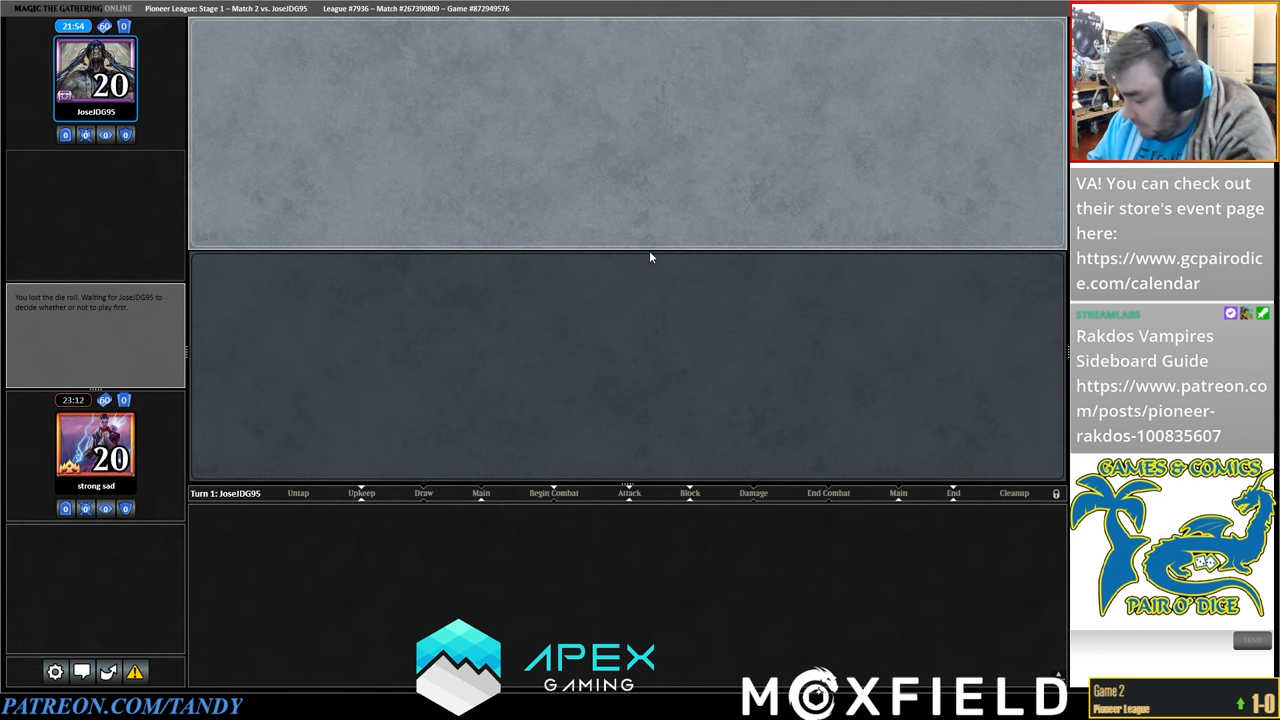 MAGIC THE GATHERING ONLINE Pioneer League: Stage 1 – Match 2 vs. JoseJDG95 League #7936 – Match #267390809 – Game #872949576
21:54 60 0
20
JoseJDG95
0 0 0 0
You lost the die roll. Waiting for JoseJDG95 to
decide whether or not to play first.
23:12 60 0
20
strong sad
0 0 0 0
Turn 1: JoseJDG95 Untap Upkeep Draw Main Begin Combat Attack Block Damage End Combat Main End Cleanup
VA! You can check out
their store's event page
here:
https://www.gcpairodic
e.com/calendar
STREAMLABS
Rakdos Vampires
Sideboard Guide
https://www.patreon.co
m/posts/pioneer-
rakdos-100835607
GAMES & COMICS
PAIR O' DICE
SEND
APEX
GAMING
MOXFIELD
PATREON.COM/TANDY
Game 2
Pioneer League
1-0